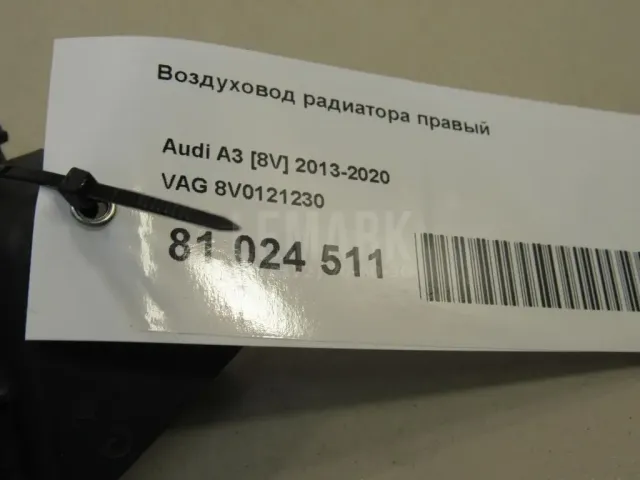 Воздуховод радиатора правый
Audi A3 [8V] 2013-2020
VAG 8V0121230
81 024 511